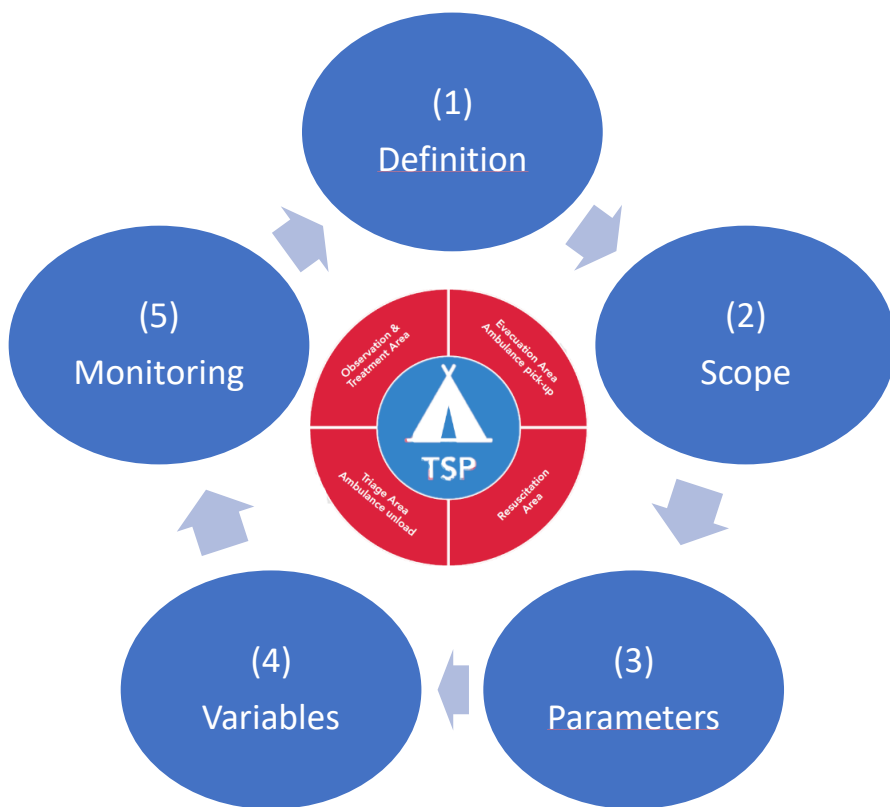 (1)
Definition
(2)
Scope
(3)
Parameters
(4)
Variables
(5)
Monitoring
Observation &
Treatment Area
Evacuation Area
Ambulance pick-up
Resuscitation
Area
Triage Area
Ambulance unload
TSP